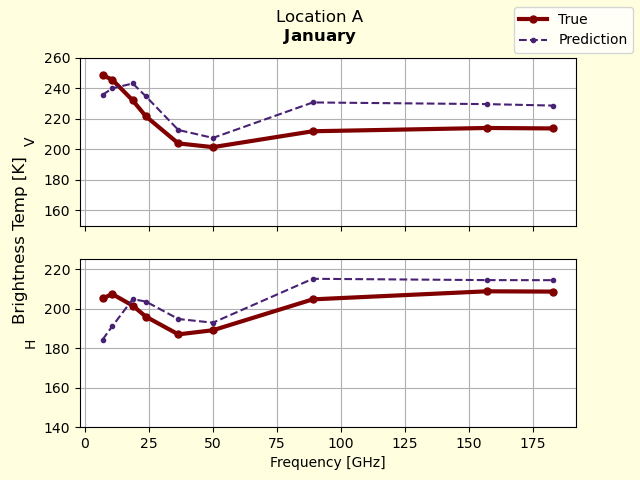 Location A
January
True
Prediction
260
240
220
200
180
160
V
Brightness Temp [K]
220
200
180
160
140
H
0 25 50 75 100 125 150 175
Frequency [GHz]